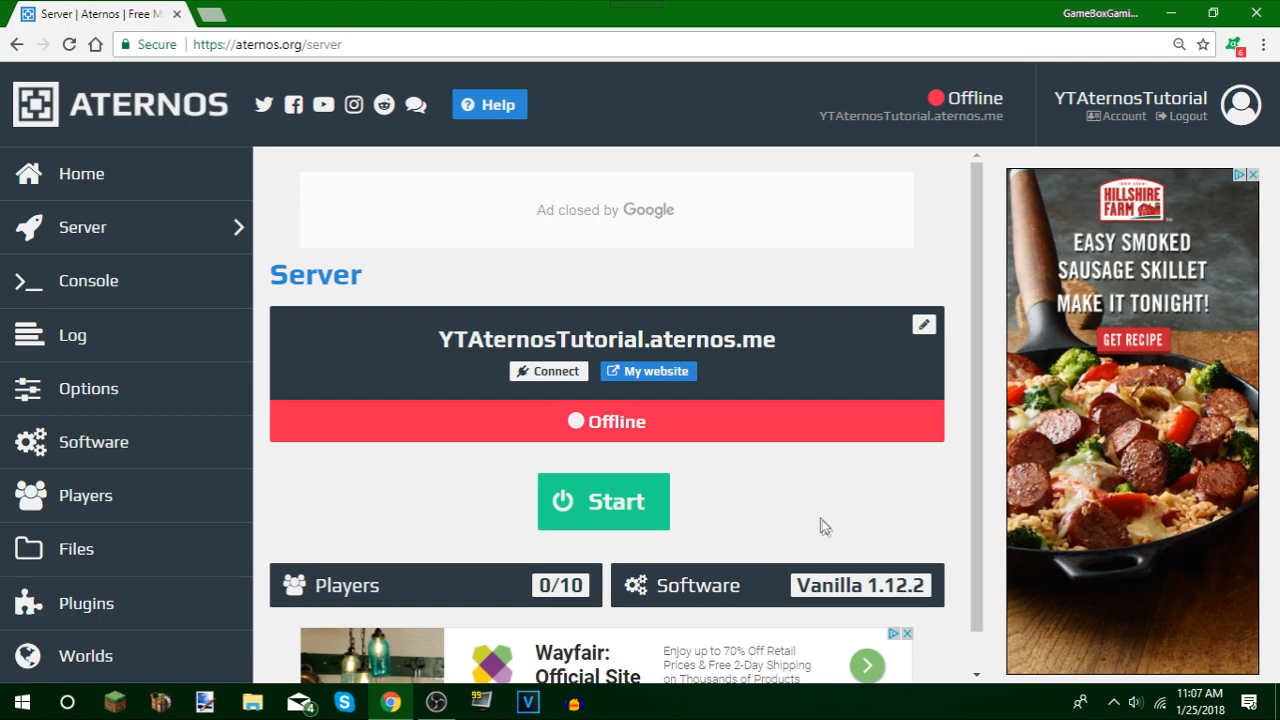 Server | Aternos | Free M
GameBoxGami...
Secure
https://aternos.org/server
6
ATERNOS
Help
Offline
YTAternosTutorial.aternos.me
YTAternosTutorial
Account
Logout
Home
Server
Console
Log
Options
Software
Players
Files
Plugins
Worlds
Ad closed by Google
Server
YTAternosTutorial.aternos.me
Connect
My website
Offline
Start
Players 0/10
Software Vanilla 1.12.2
Wayfair:
Official Site
Enjoy up to 70% Off Retail
Prices & Free 2-Day Shipping
on Thousands of Products
HILLSHIRE
FARM
EASY SMOKED
SAUSAGE SKILLET
MAKE IT TONIGHT!
GET RECIPE
4
99
V
11:07 AM
1/25/2018